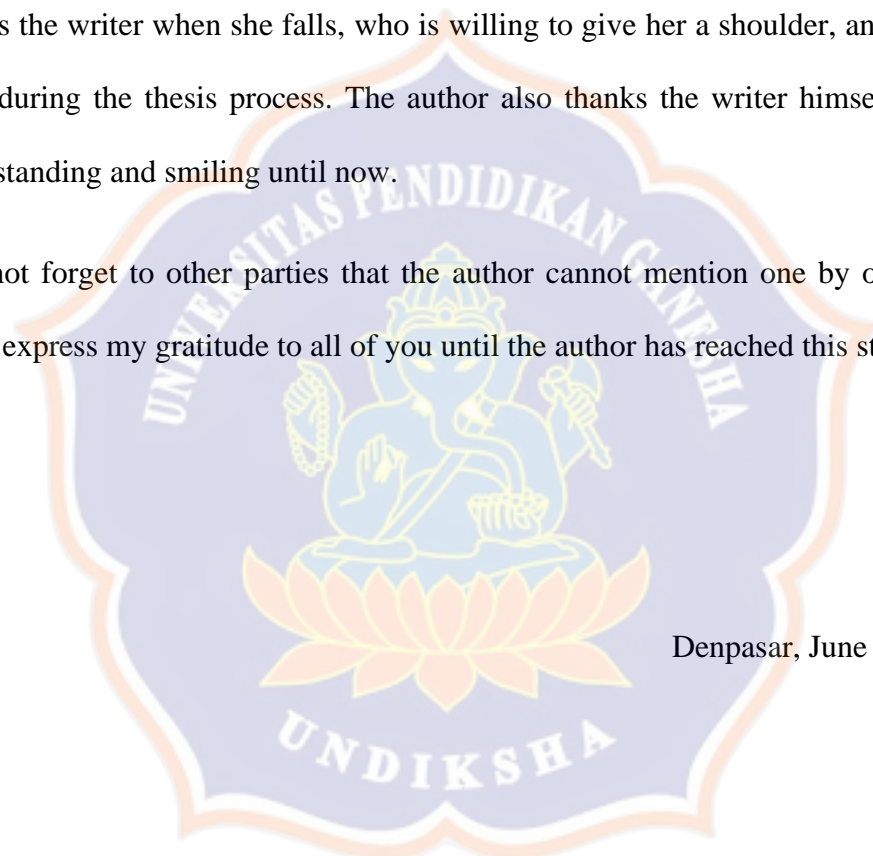 s the writer when she falls, who is willing to give her a shoulder, an
during the thesis process. The author also thanks the writer himse
standing and smiling until now.
not forget to other parties that the author cannot mention one by o
express my gratitude to all of you until the author has reached this st
UNIVERSITAS PENDIDIKAN GANESHA
Denpasar, June
UNDIKSHA